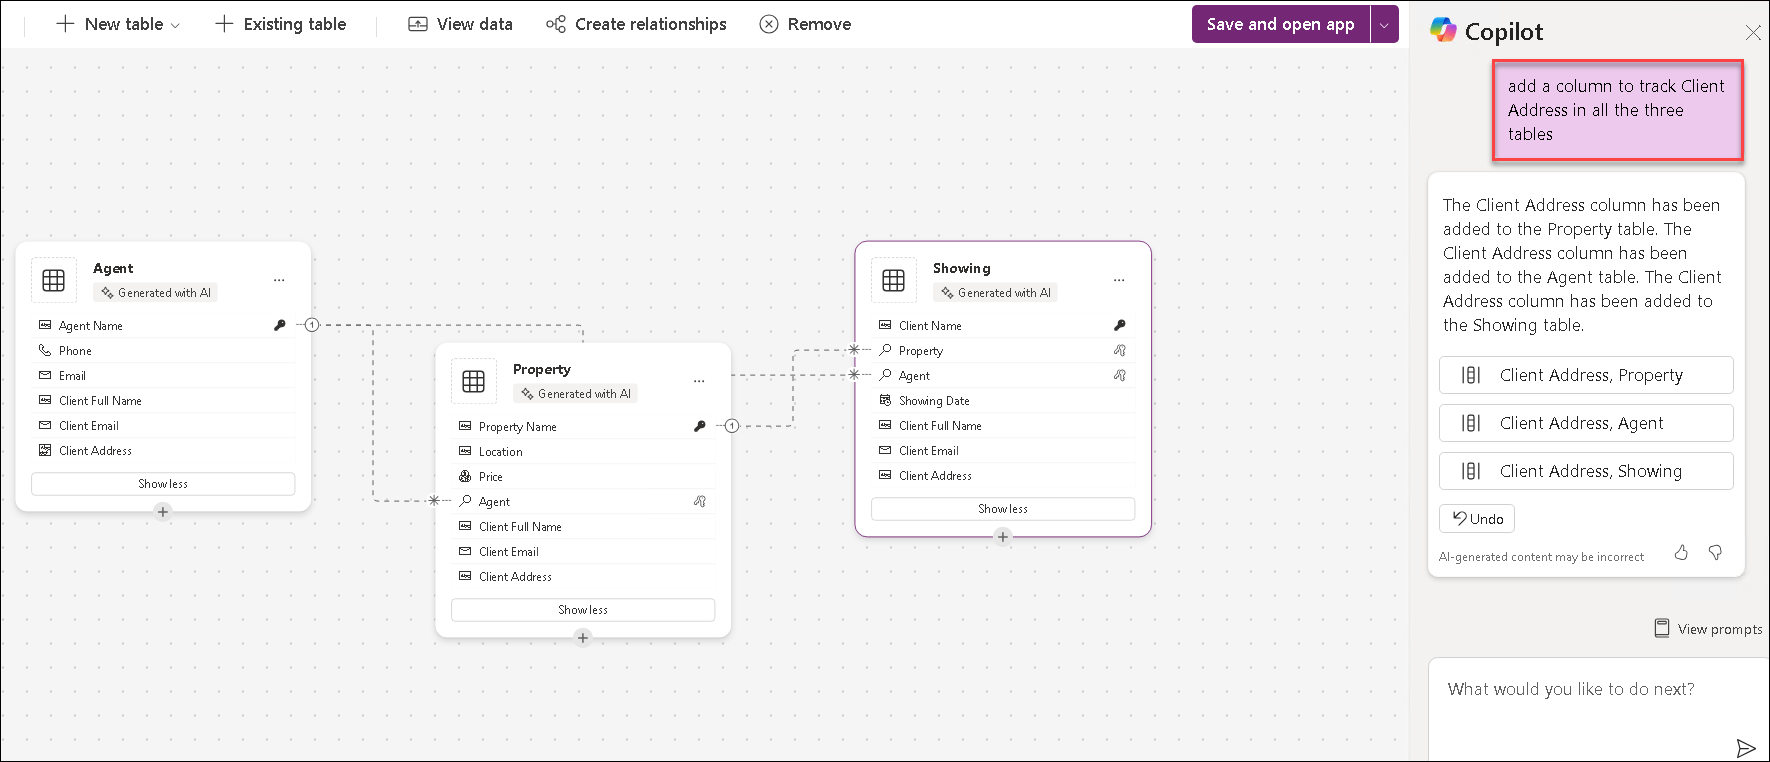 New table
Existing table
View data
Create relationships
Remove
Save and open app
Agent
Generated with AI
Agent Name
1
Phone
Email
Client Full Name
Client Email
Client Address
Show less
Property
Generated with AI
Property Name
1
Location
Price
Agent
Client Full Name
Client Email
Client Address
Show less
Showing
Generated with AI
Client Name
Property
Agent
Showing Date
Client Full Name
Client Email
Client Address
Show less
Copilot
add a column to track Client
Address in all the three
tables
The Client Address column has been
added to the Property table. The
Client Address column has been
added to the Agent table. The Client
Address column has been added to
the Showing table.
Client Address, Property
Client Address, Agent
Client Address, Showing
Undo
AI-generated content may be incorrect
View prompts
What would you like to do next?